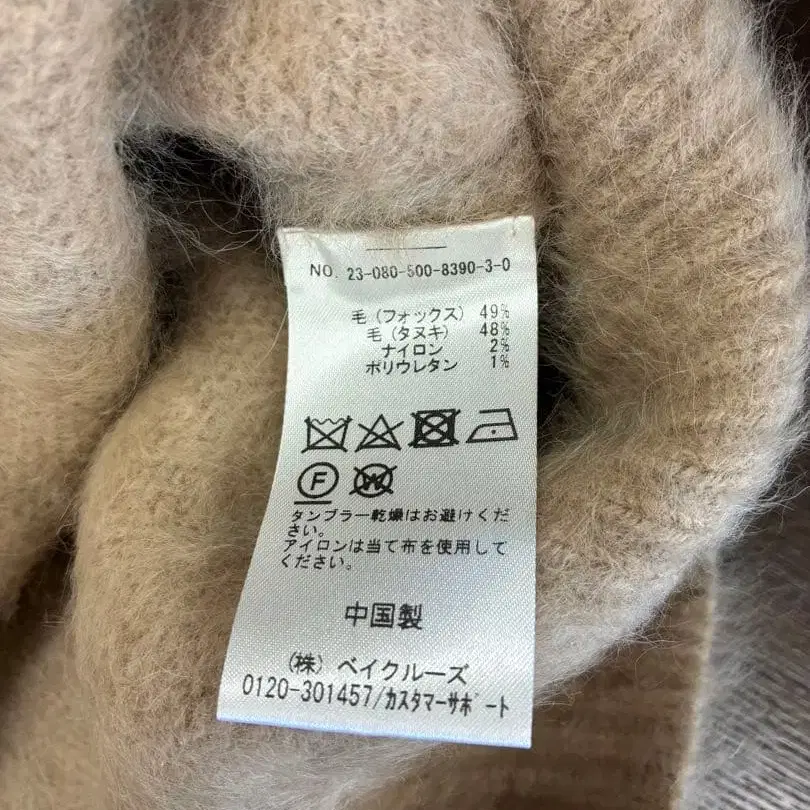 NO. 23-080-500-8390-3-0
毛(フォックス) 49%
毛(タヌキ) 48%
ナイロン 2%
ポリウレタン 1%
F W
タンブラー乾燥はお避けくだ
さい。
アイロンは当て布を使用して
ください。
中国製
(株) ベイクルーズ
0120-301457/カスタマーサポート